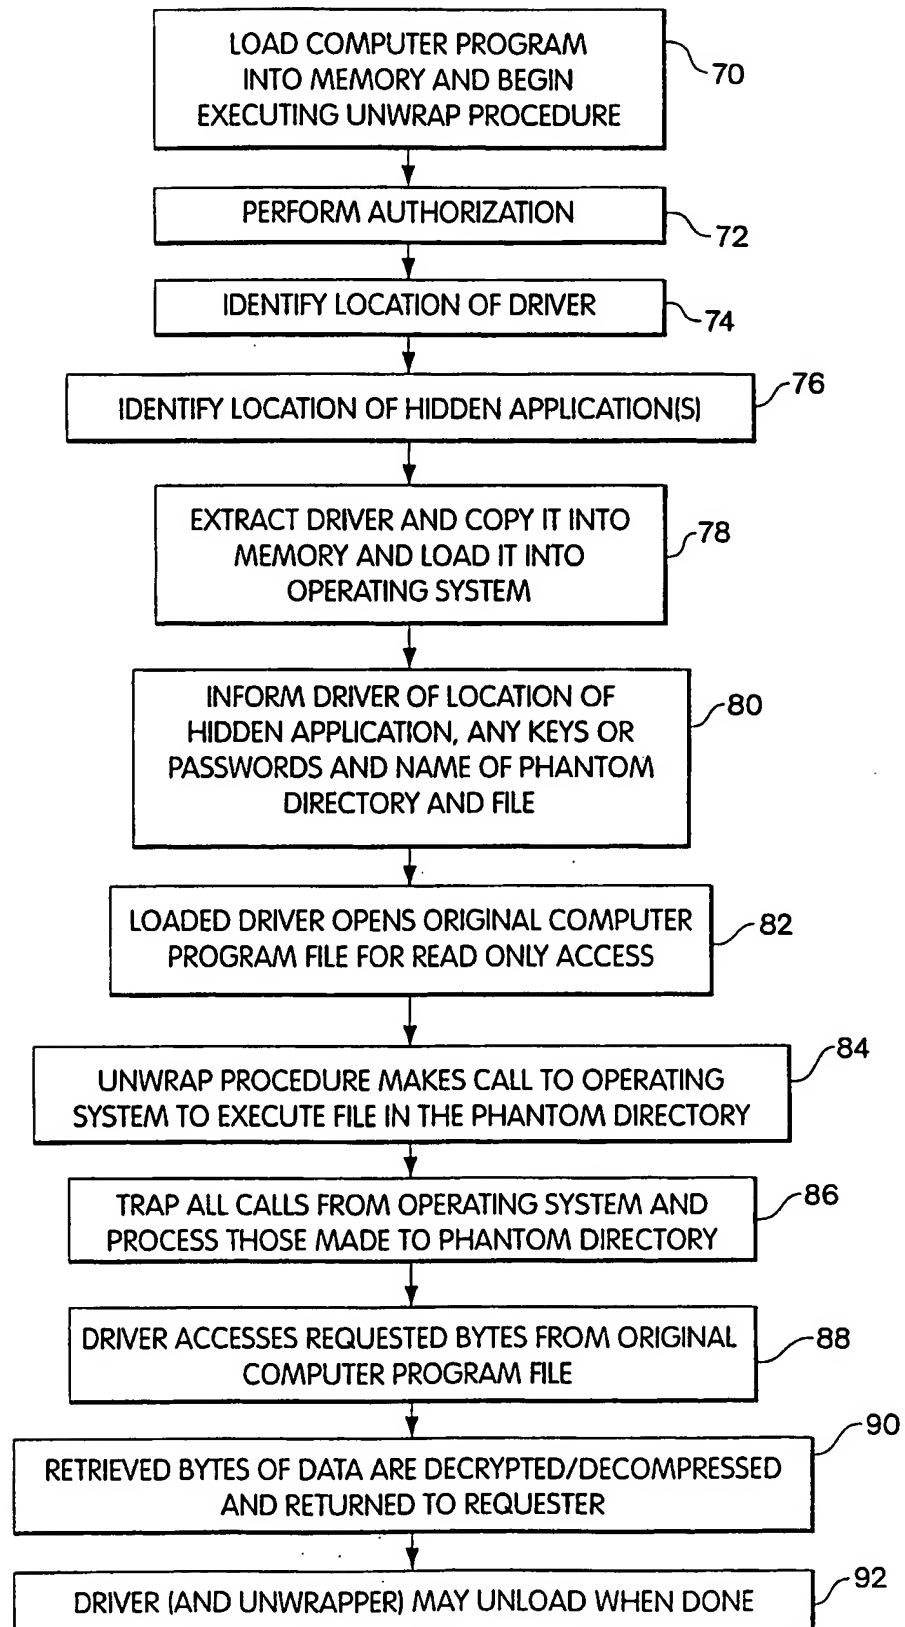 LOAD COMPUTER PROGRAM
INTO MEMORY AND BEGIN
EXECUTING UNWRAP PROCEDURE
70
PERFORM AUTHORIZATION
72
IDENTIFY LOCATION OF DRIVER
74
IDENTIFY LOCATION OF HIDDEN APPLICATION(S)
76
EXTRACT DRIVER AND COPY IT INTO
MEMORY AND LOAD IT INTO
OPERATING SYSTEM
78
INFORM DRIVER OF LOCATION OF
HIDDEN APPLICATION, ANY KEYS OR
PASSWORDS AND NAME OF PHANTOM
DIRECTORY AND FILE
80
LOADED DRIVER OPENS ORIGINAL COMPUTER
PROGRAM FILE FOR READ ONLY ACCESS
82
UNWRAP PROCEDURE MAKES CALL TO OPERATING
SYSTEM TO EXECUTE FILE IN THE PHANTOM DIRECTORY
84
TRAP ALL CALLS FROM OPERATING SYSTEM AND
PROCESS THOSE MADE TO PHANTOM DIRECTORY
86
DRIVER ACCESSES REQUESTED BYTES FROM ORIGINAL
COMPUTER PROGRAM FILE
88
RETRIEVED BYTES OF DATA ARE DECRYPTED/DECOMPRESSED
AND RETURNED TO REQUESTER
90
DRIVER (AND UNWRAPPER) MAY UNLOAD WHEN DONE
92